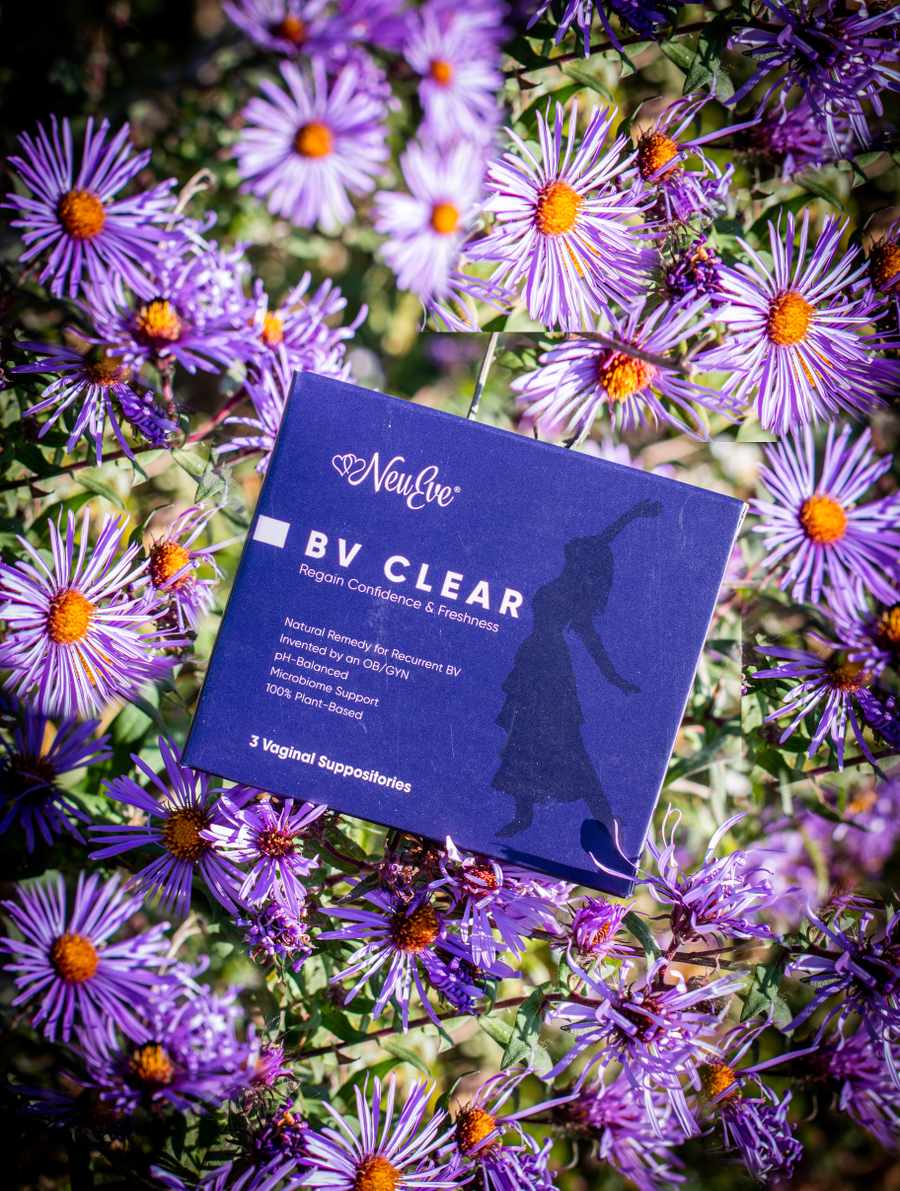 NeuEve®
BV CLEAR
Regain Confidence & Freshness
Natural Remedy for Recurrent BV
Invented by an OB/GYN
pH-Balanced
Microbiome Support
100% Plant-Based
3 Vaginal Suppositories